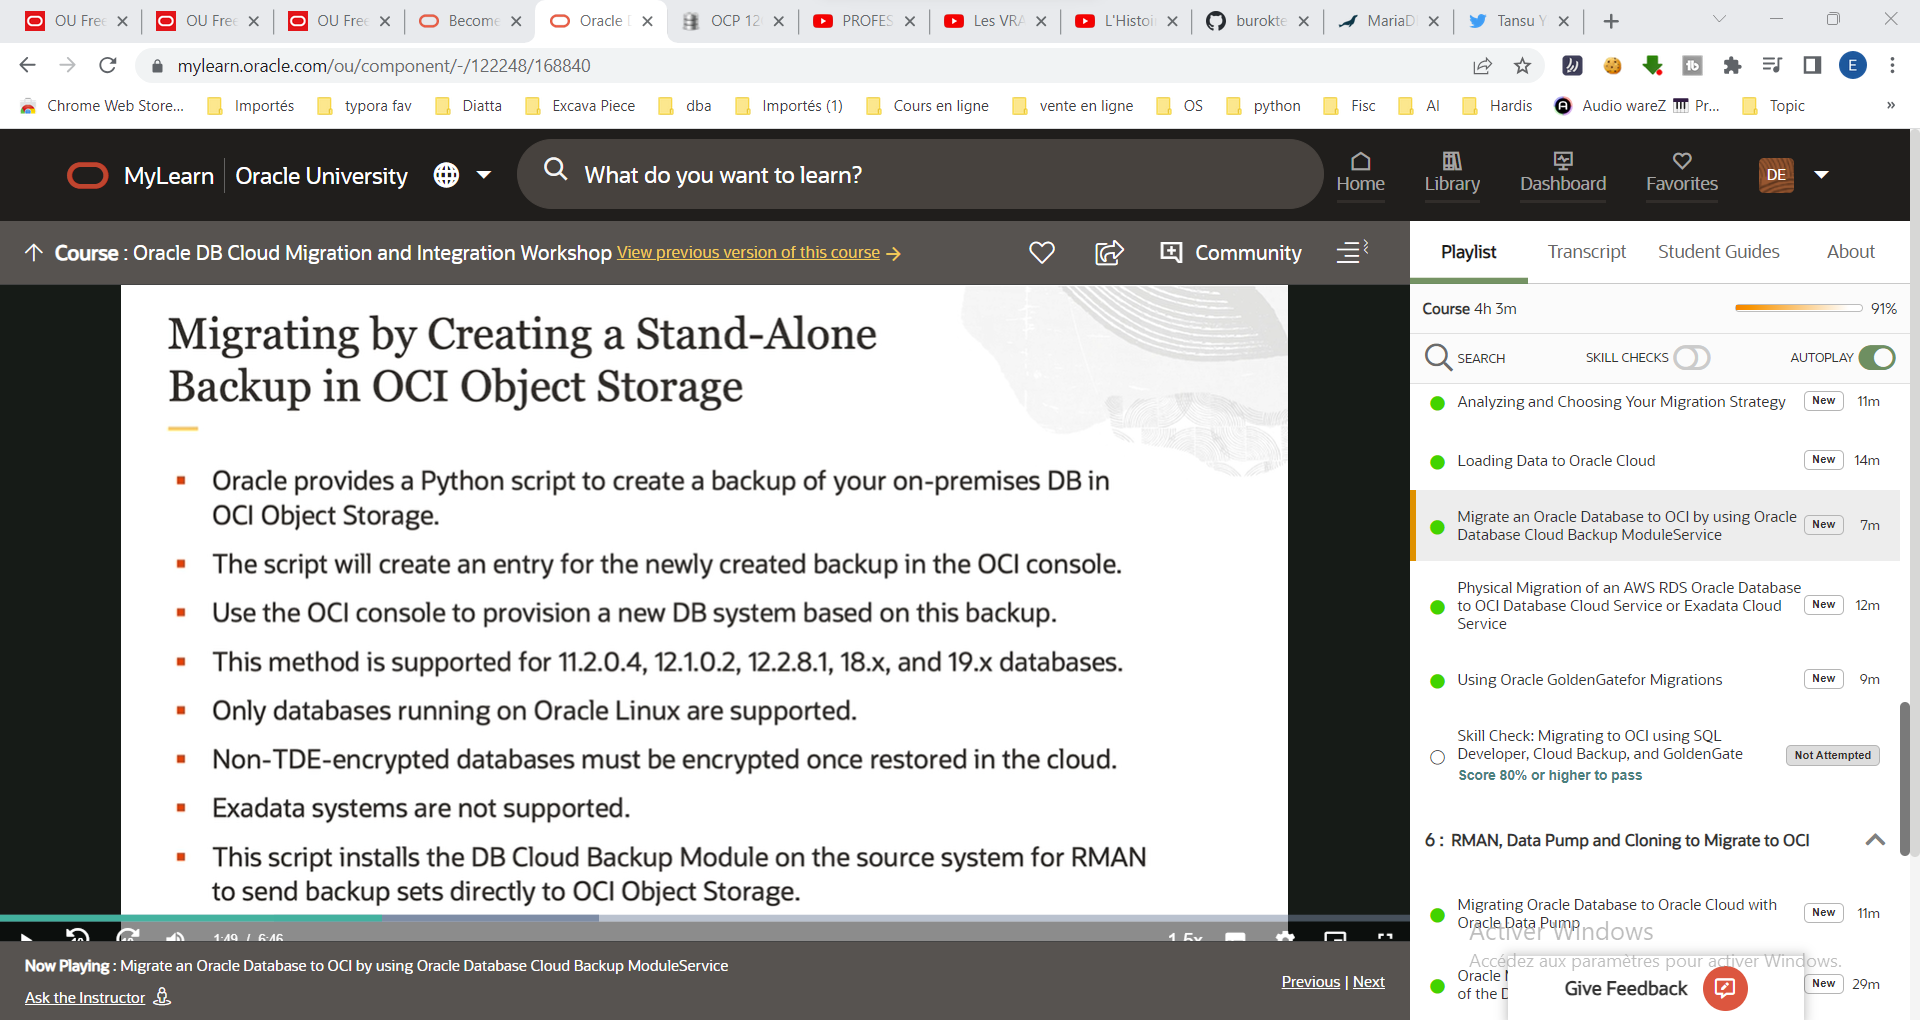 OU Fre
OU Fre
OU Fre
Become
Oracle
OCP 12
PROFES
Les VRA
L'Histoi
burokte
MariaD
Tansu Y
mylearn.oracle.com/ou/component/-/122248/168840
E
Chrome Web Store...
Importés
typora fav
Diatta
Excava Piece
dba
Importés (1)
Cours en ligne
vente en ligne
OS
python
Fisc
AI
Hardis
Audio wareZ
Pr...
Topic
»
MyLearn
Oracle University
What do you want to learn?
Home
Library
Dashboard
Favorites
DE
Course : Oracle DB Cloud Migration and Integration Workshop View previous version of this course →
Community
Playlist
Transcript
Student Guides
About
Migrating by Creating a Stand-Alone
Backup in OCI Object Storage
Oracle provides a Python script to create a backup of your on-premises DB in
OCI Object Storage.
The script will create an entry for the newly created backup in the OCI console.
Use the OCI console to provision a new DB system based on this backup.
This method is supported for 11.2.0.4, 12.1.0.2, 12.2.8.1, 18.x, and 19.x databases.
Only databases running on Oracle Linux are supported.
Non-TDE-encrypted databases must be encrypted once restored in the cloud.
Exadata systems are not supported.
This script installs the DB Cloud Backup Module on the source system for RMAN
to send backup sets directly to OCI Object Storage.
1:49 / 6:46
1.5x
Now Playing : Migrate an Oracle Database to OCI by using Oracle Database Cloud Backup ModuleService
Ask the Instructor
Previous | Next
Course 4h 3m
91%
SEARCH
SKILL CHECKS
AUTOPLAY
Analyzing and Choosing Your Migration Strategy
New
11m
Loading Data to Oracle Cloud
New
14m
Migrate an Oracle Database to OCI by using Oracle
Database Cloud Backup ModuleService
New
7m
Physical Migration of an AWS RDS Oracle Database
to OCI Database Cloud Service or Exadata Cloud
Service
New
12m
Using Oracle GoldenGatefor Migrations
New
9m
Skill Check: Migrating to OCI using SQL
Developer, Cloud Backup, and GoldenGate
Score 80% or higher to pass
Not Attempted
6 : RMAN, Data Pump and Cloning to Migrate to OCI
Migrating Oracle Database to Oracle Cloud with
Oracle Data Pump
New
11m
Activer Windows
Accédez aux paramètres pour activer Windows.
Oracle
of the
New
29m
Give Feedback